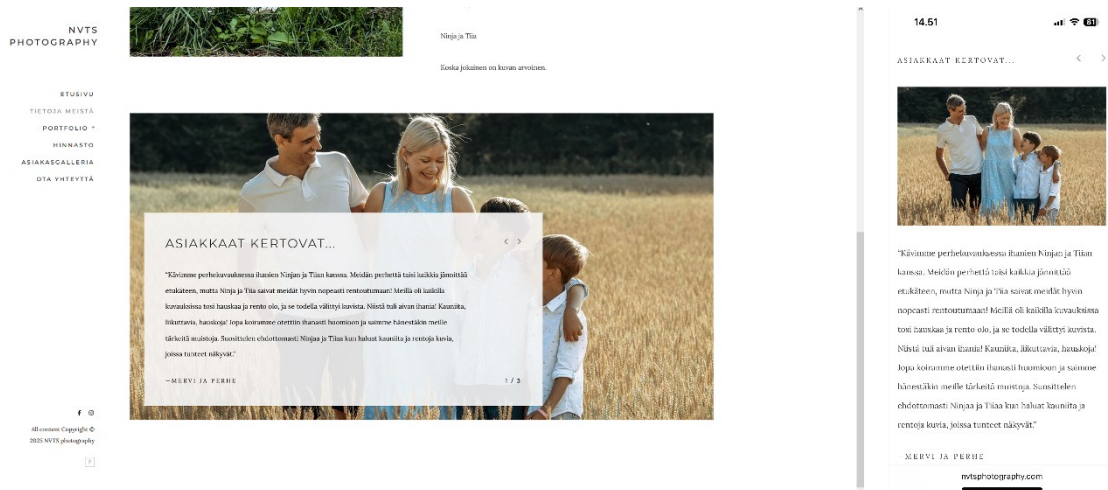 NVTS
PHOTOGRAPHY
ETUSIVU
TIETOJA MEISTÄ
PORTFOLIO
HINNASTO
ASIAKASGALLERIA
OTA YHTEYTTÄ
All content Copyright ©
2025 NVTS photography
Ninja ja Tiia
Koska jokainen on kuvan arvoinen.
ASIAKKAAT KERTOVAT...
"Kävimme perhekuvauksessa ihanien Ninjan ja Tiian kanssa. Meidän perhettä taisi kaikkia jännittää
etukäteen, mutta Ninja ja Tiia saivat meidät hyvin nopeasti rentoutumaan! Meillä oli kaikilla
kuvauksissa tosi hauskaa ja rento olo, ja se todella välittyi kuvista. Niistä tuli aivan ihania! Kauniita,
liikuttavia, hauskoja! Jopa koiramme otettiin ihanasti huomioon ja saimme hänestäkin meille
tärkeitä muistoja. Suosittelen ehdottomasti Ninjaa ja Tiiaa kun haluat kauniita ja rentoja kuvia,
joissa tunteet näkyvät."
—MERVI JA PERHE
1 / 3
14.51
81
ASIAKKAAT KERTOVAT...
"Kävimme perhekuvauksessa ihanien Ninjan ja Tiian
kanssa. Meidän perhettä taisi kaikkia jännittää
etukäteen, mutta Ninja ja Tiia saivat meidät hyvin
nopeasti rentoutumaan! Meillä oli kaikilla kuvauksissa
tosi hauskaa ja rento olo, ja se todella välittyi kuvista.
Niistä tuli aivan ihania! Kauniita, liikuttavia, hauskoja!
Jopa koiramme otettiin ihanasti huomioon ja saimme
hänestäkin meille tärkeitä muistoja. Suosittelen
ehdottomasti Ninjaa ja Tiiaa kun haluat kauniita ja
rentoja kuvia, joissa tunteet näkyvät."
—MERVI JA PERHE
nvtsphotography.com